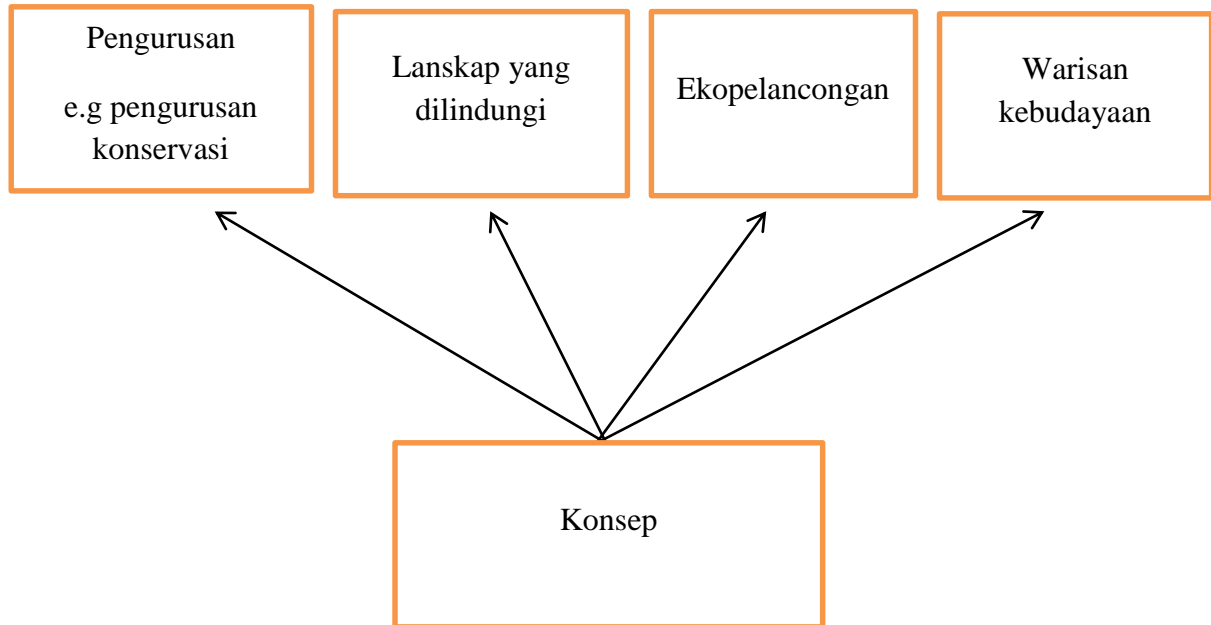 Pengurusan
e.g pengurusan
konservasi
Lanskap yang
dilindungi
Ekopelancongan
Warisan
kebudayaan
Konsep